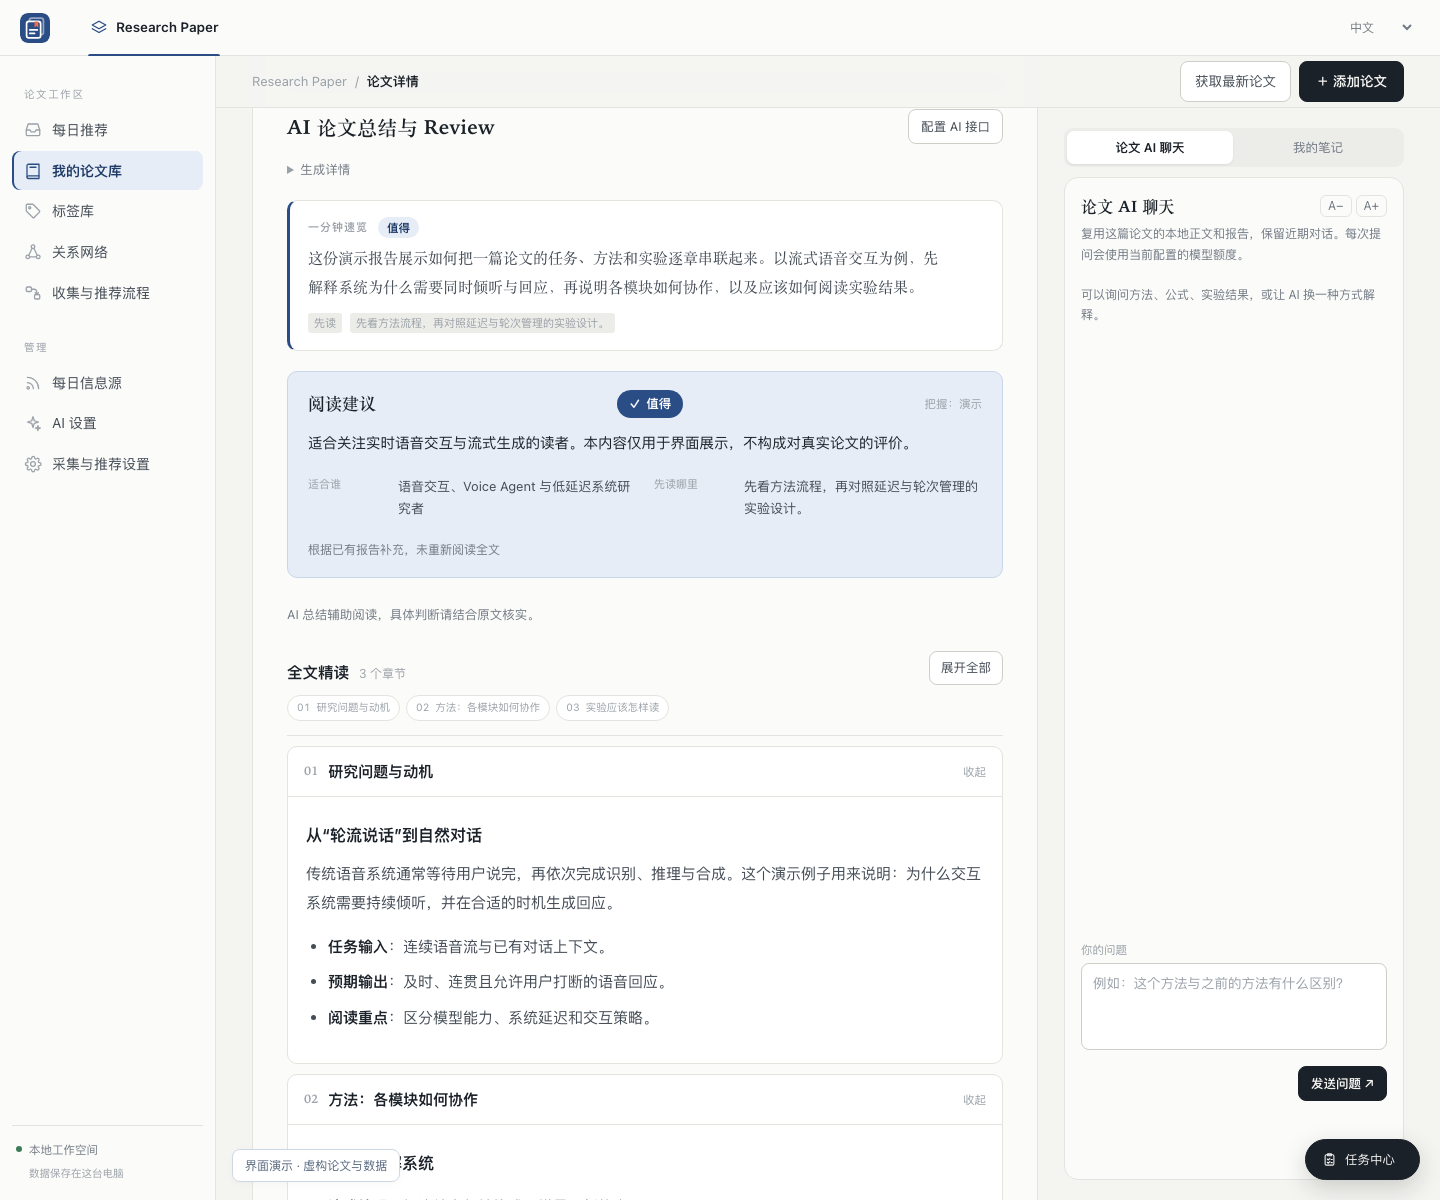 Research Paper
中文
论文工作区
每日推荐
我的论文库
标签库
关系网络
收集与推荐流程
管理
每日信息源
AI 设置
采集与推荐设置
本地工作空间
数据保存在这台电脑
Research Paper / 论文详情
获取最新论文
+ 添加论文
AI 论文总结与 Review
配置 AI 接口
生成详情
一分钟速览 值得
这份演示报告展示如何把一篇论文的任务、方法和实验逐章串联起来。以流式语音交互为例，先
解释系统为什么需要同时倾听与回应，再说明各模块如何协作，以及应该如何阅读实验结果。
先读 先看方法流程，再对照延迟与轮次管理的实验设计。
阅读建议
✓ 值得
把握：演示
适合关注实时语音交互与流式生成的读者。本内容仅用于界面展示，不构成对真实论文的评价。
适合谁
语音交互、Voice Agent 与低延迟系统研
究者
先读哪里
先看方法流程，再对照延迟与轮次管理的
实验设计。
根据已有报告补充，未重新阅读全文
AI 总结辅助阅读，具体判断请结合原文核实。
全文精读 3 个章节
展开全部
01 研究问题与动机
02 方法：各模块如何协作
03 实验应该怎样读
01 研究问题与动机
收起
从“轮流说话”到自然对话
传统语音系统通常等待用户说完，再依次完成识别、推理与合成。这个演示例子用来说明：为什么交互
系统需要持续倾听，并在合适的时机生成回应。
• 任务输入：连续语音流与已有对话上下文。
• 预期输出：及时、连贯且允许用户打断的语音回应。
• 阅读重点：区分模型能力、系统延迟和交互策略。
02 方法：各模块如何协作
收起
系统
界面演示 · 虚构论文与数据
论文 AI 聊天
我的笔记
论文 AI 聊天
A−
A+
复用这篇论文的本地正文和报告，保留近期对话。每次提
问会使用当前配置的模型额度。
可以询问方法、公式、实验结果，或让 AI 换一种方式解
释。
你的问题
例如：这个方法与之前的方法有什么区别？
发送问题 ↗
任务中心